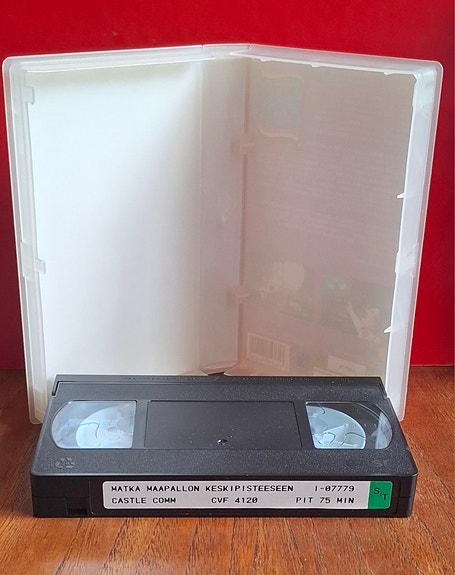 MATKA MAAPALLON KESKIPISTEESEEN I-07779
CASTLE COMM CVF 4120 PIT 75 MIN
S/T